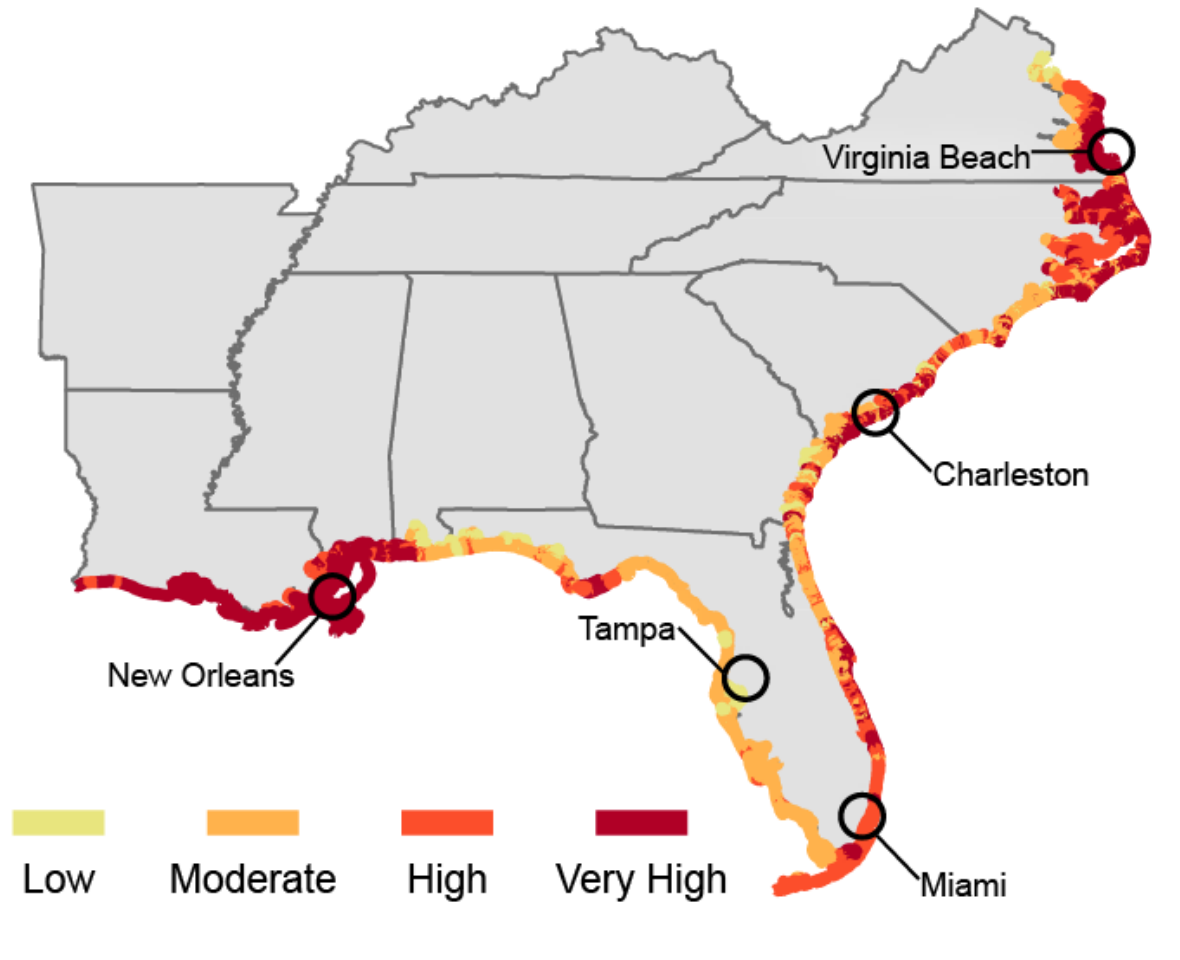 Virginia Beach
Charleston
Tampa
New Orleans
Miami
Low
Moderate
High
Very High